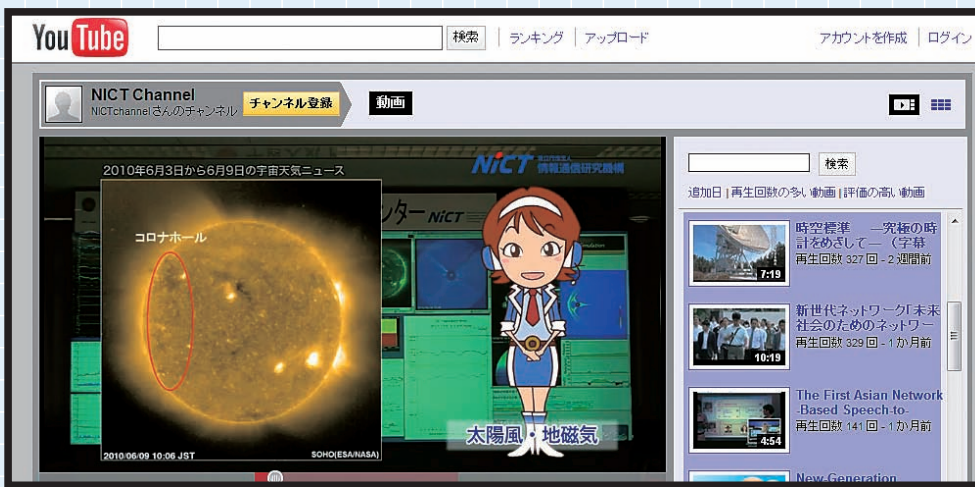 YouTube
検索
ランキング
アップロード
アカウントを作成
ログイン
NICT Channel
NICTchannelさんのチャンネル
チャンネル登録
動画
2010年6月3日から6月9日の宇宙天気ニュース
コロナホール
NICT 独立行政法人
情報通信研究機構
ンター NICT
太陽風・地磁気
2010/06/09 10:06 JST
SOHO(ESA/NASA)
検索
追加日 | 再生回数の多い動画 | 評価の高い動画
時空標準 ―究極の時
計をめざして― (字幕
再生回数 327 回 - 2 週間前
7:19
新世代ネットワーク「未来
社会のためのネットワー
再生回数 329 回 - 1 か月前
10:19
The First Asian Network
-Based Speech-to-
再生回数 141 回 - 1 か月前
4:54
New-Generation